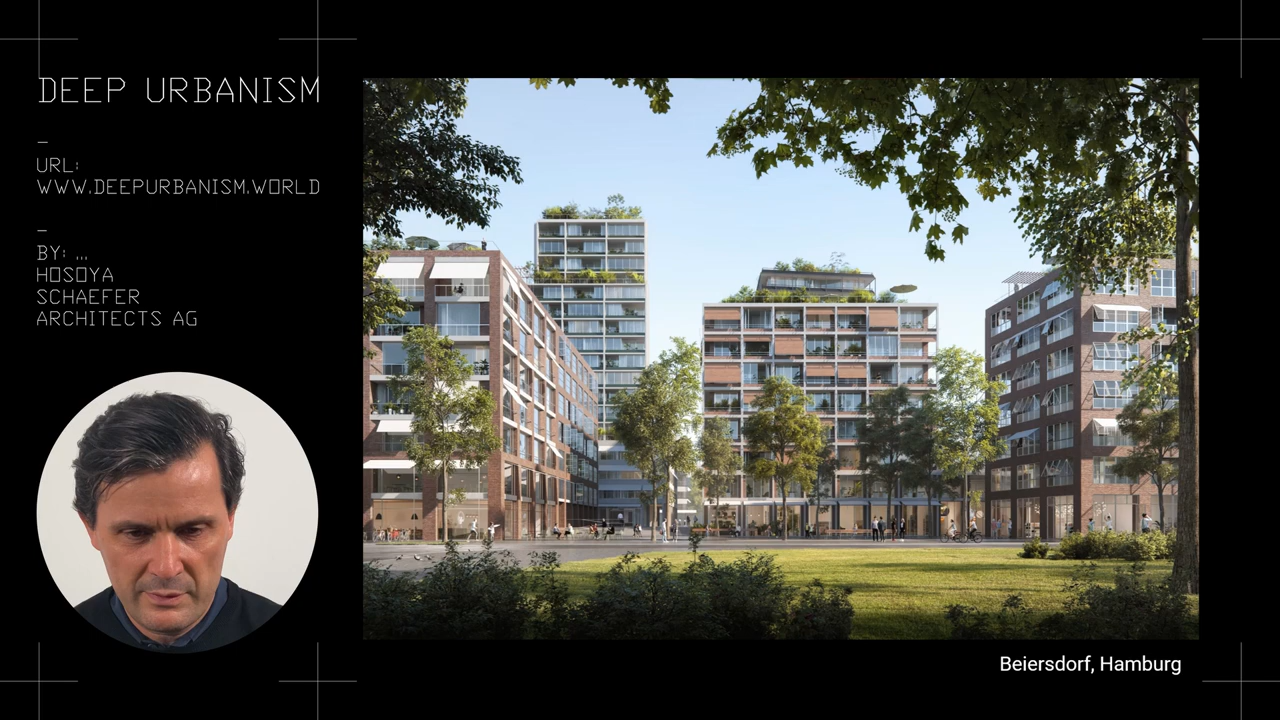 DEEP URBANISM
–
URL:
WWW.DEEPURBANISM.WORLD
–
BY: ...
HOSOYA
SCHAEFER
ARCHITECTS AG
Beiersdorf, Hamburg